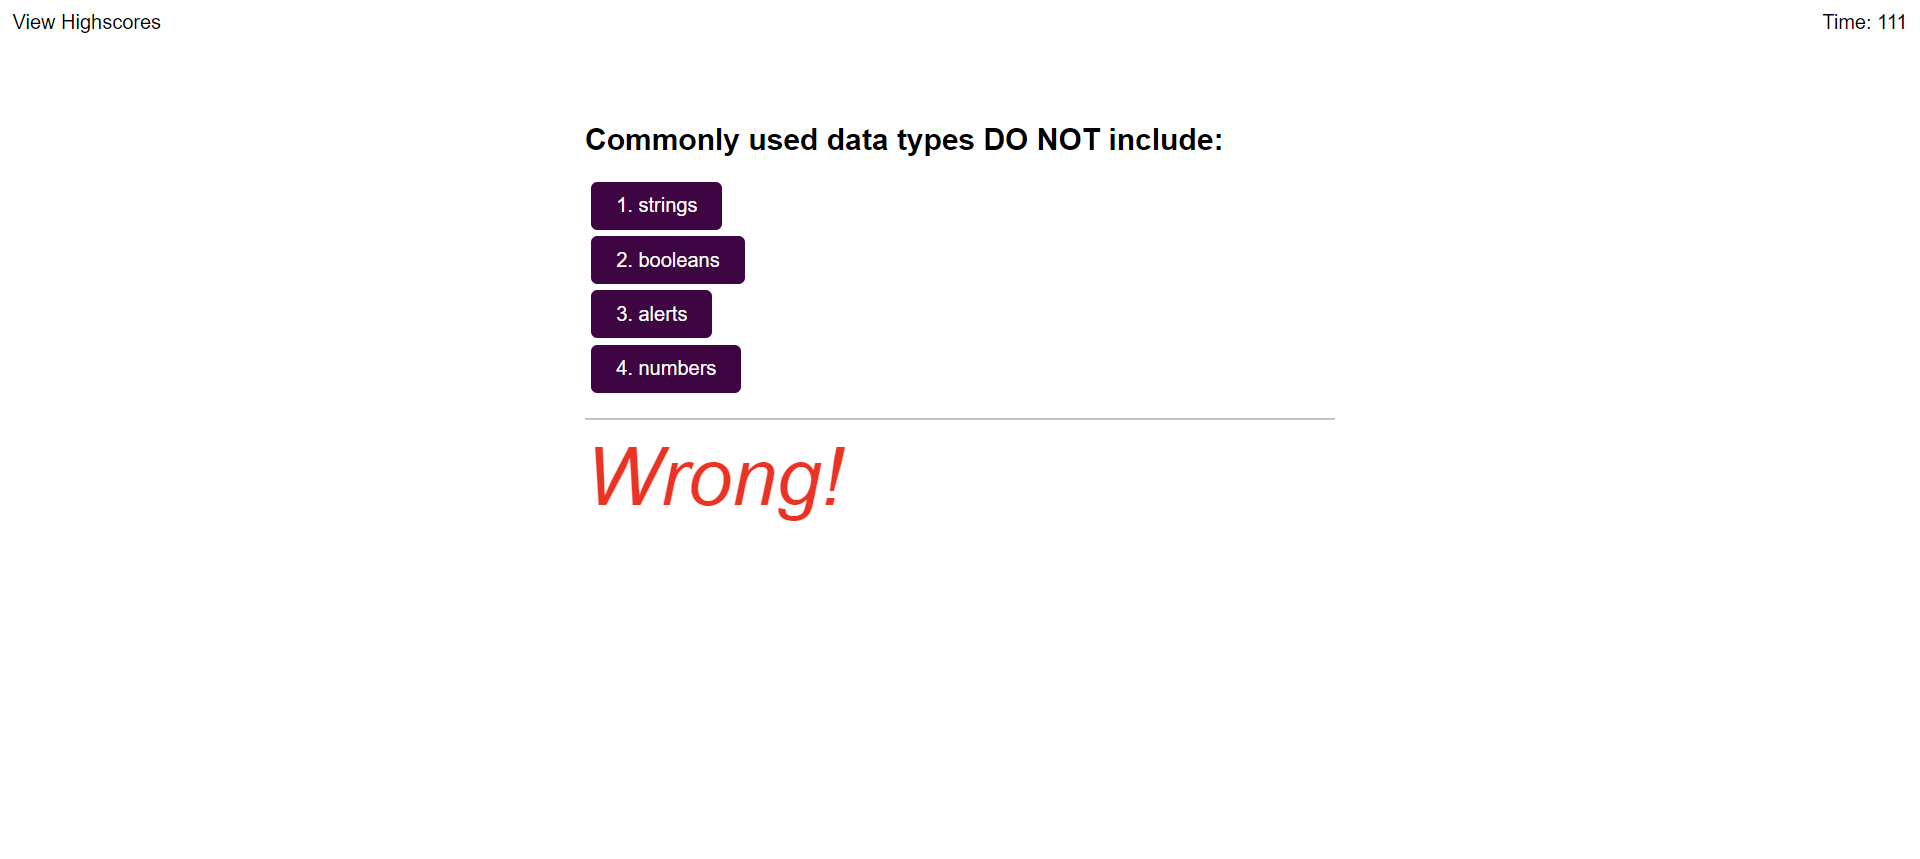 View Highscores
Time: 111
Commonly used data types DO NOT include:
1. strings
2. booleans
3. alerts
4. numbers
Wrong!